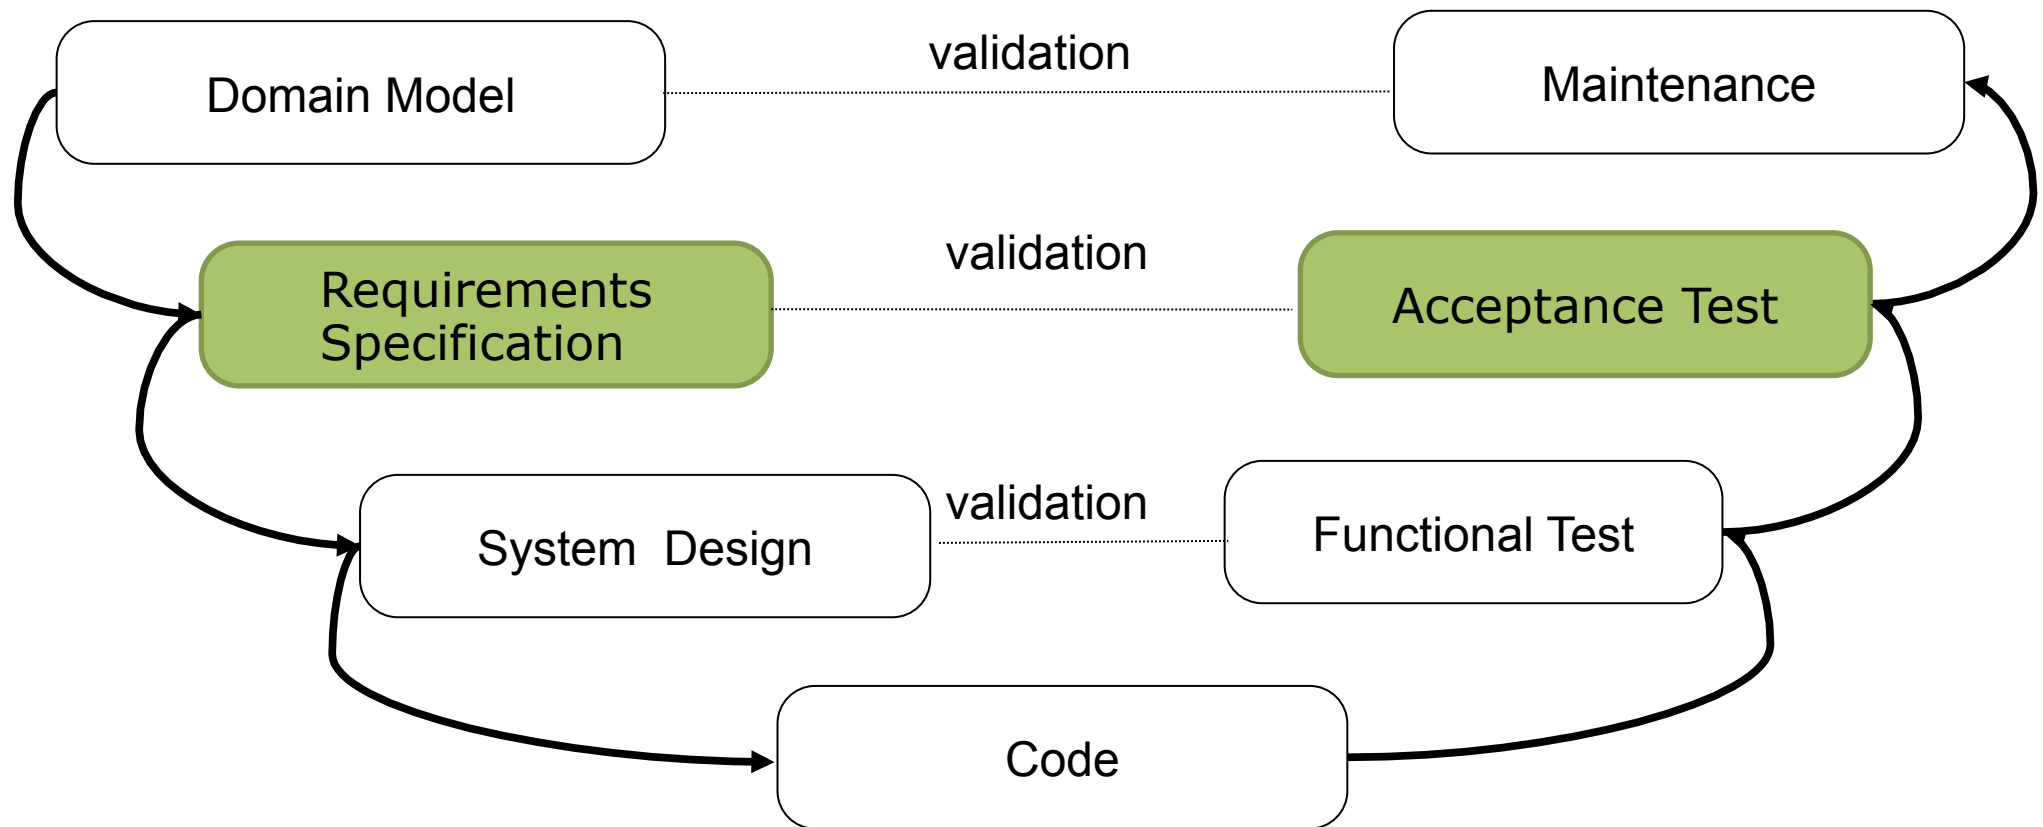 Domain Model
validation
Maintenance
Requirements
Specification
validation
Acceptance Test
System Design
validation
Functional Test
Code